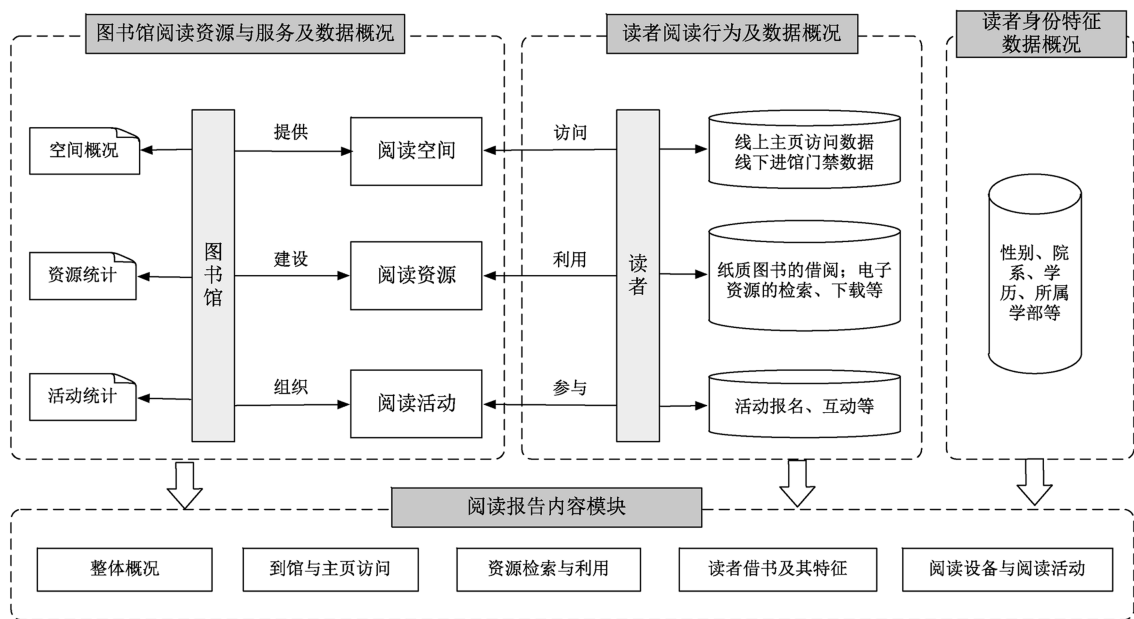 图书馆阅读资源与服务及数据概况
读者阅读行为及数据概况
读者身份特征
数据概况
空间概况
提供
阅读空间
访问
线上主页访问数据
线下进馆门禁数据
图
书
馆
读
者
资源统计
建设
阅读资源
利用
纸质图书的借阅；电子
资源的检索、下载等
性别、院
系、学
历、所属
学部等
活动统计
组织
阅读活动
参与
活动报名、互动等
阅读报告内容模块
整体概况
到馆与主页访问
资源检索与利用
读者借书及其特征
阅读设备与阅读活动